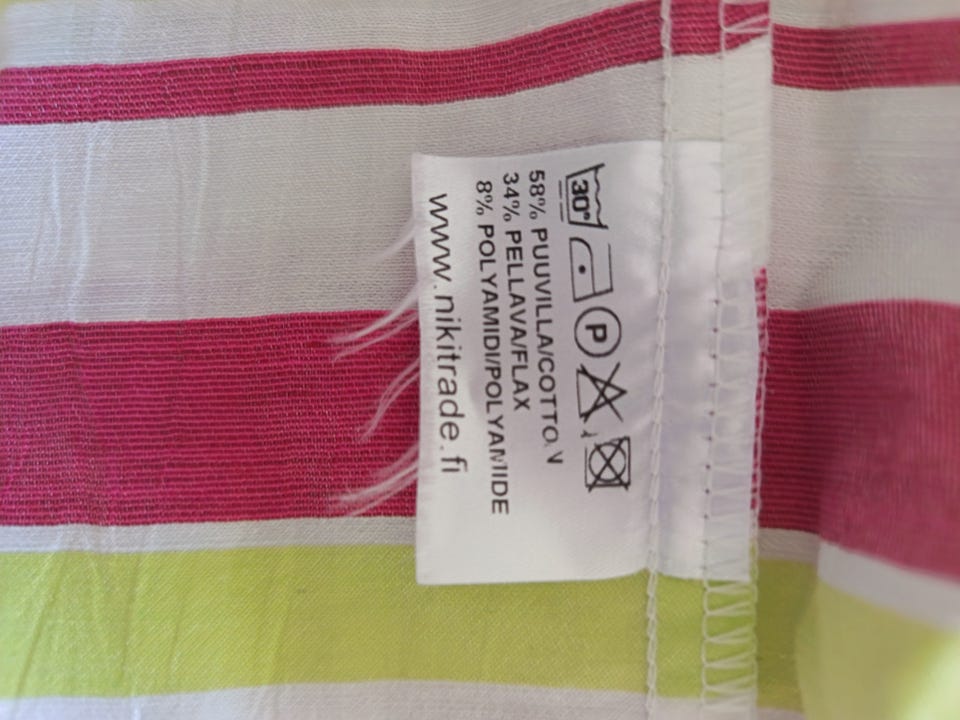 30° P
58% PUUVILLA/COTTON
34% PELLAVA/FLAX
8% POLYAMIDI/POLYAMIDE
www.nikitrade.fi